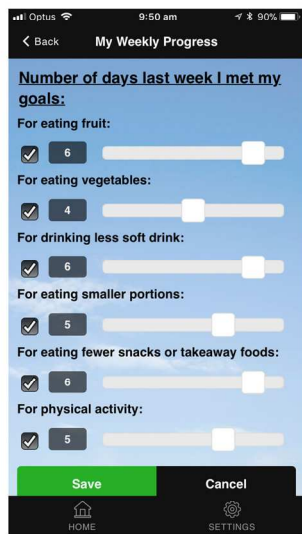 Optus 9:50 am 90%
Back My Weekly Progress
Number of days last week I met my
goals:
For eating fruit:
6
For eating vegetables:
4
For drinking less soft drink:
6
For eating smaller portions:
5
For eating fewer snacks or takeaway foods:
6
For physical activity:
5
Save Cancel
HOME SETTINGS